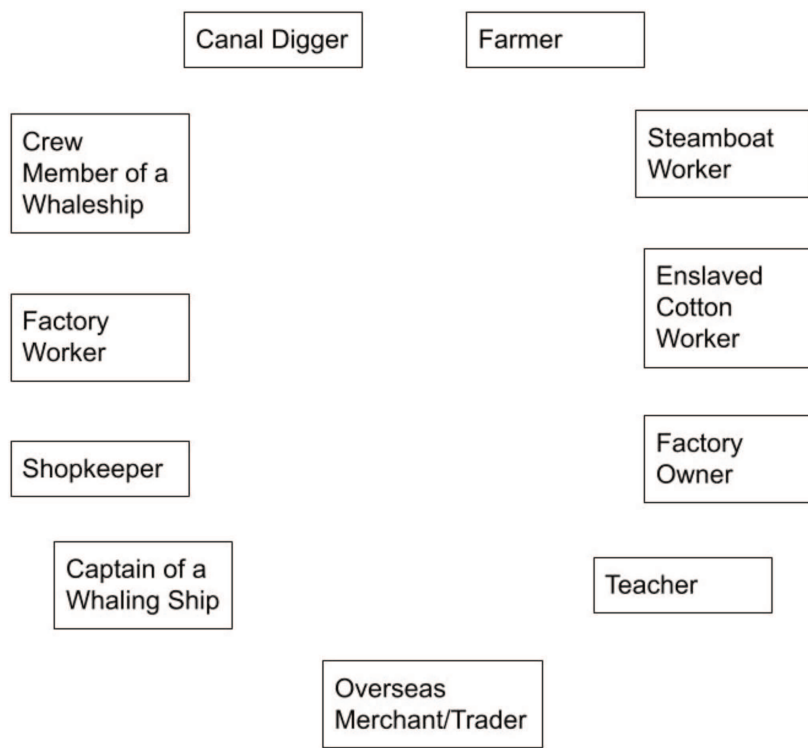 Canal Digger
Farmer
Crew
Member of a
Whaleship
Steamboat
Worker
Factory
Worker
Enslaved
Cotton
Worker
Shopkeeper
Factory
Owner
Captain of a
Whaling Ship
Teacher
Overseas
Merchant/Trader